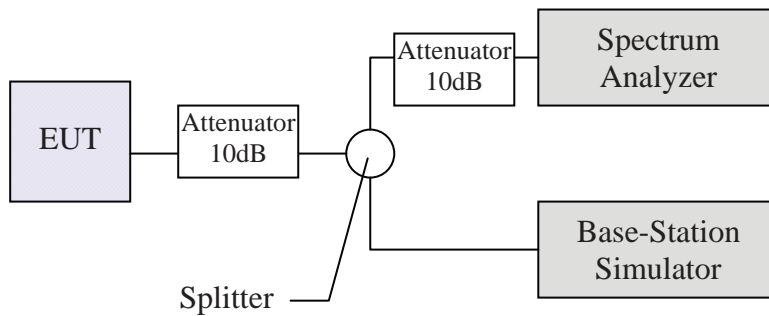 EUT
Attenuator
10dB
Attenuator
10dB
Spectrum
Analyzer
Base-Station
Simulator
Splitter